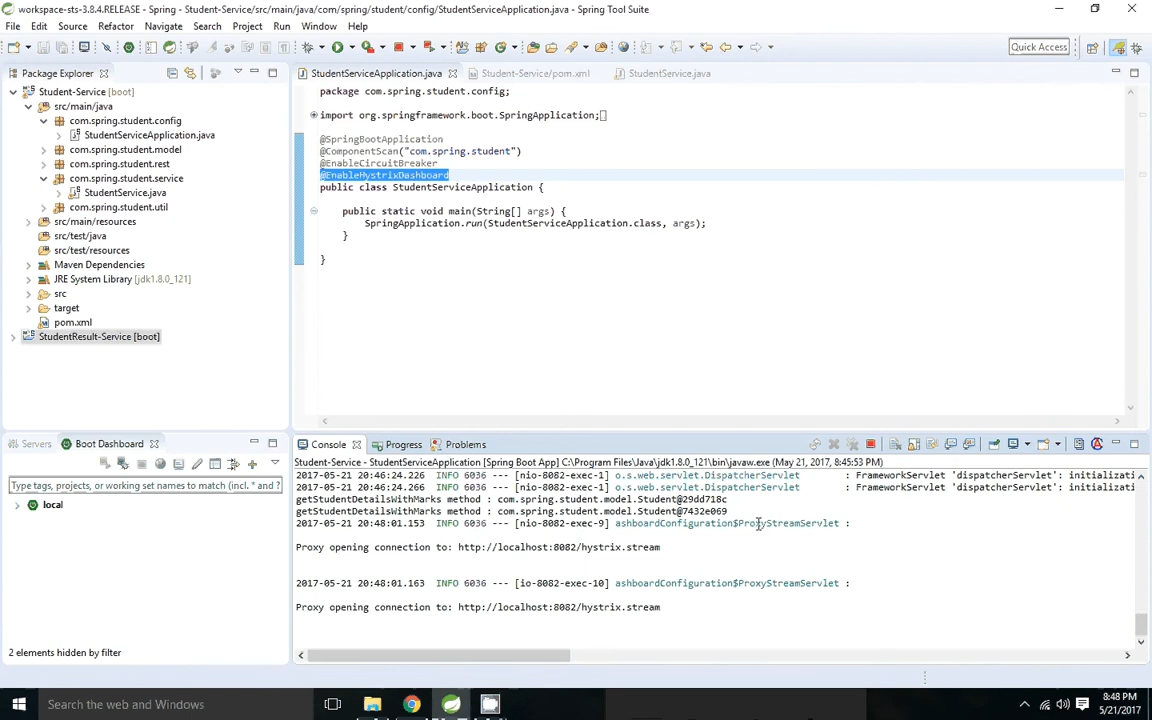 workspace-sts-3.8.4.RELEASE - Spring - Student-Service/src/main/java/com/spring/student/config/StudentServiceApplication.java - Spring Tool Suite
File Edit Source Refactor Navigate Search Project Run Window Help
Quick Access
Package Explorer
StudentServiceApplication.java
Student-Service/pom.xml
StudentService.java
Student-Service [boot]
src/main/java
com.spring.student.config
StudentServiceApplication.java
com.spring.student.model
com.spring.student.rest
com.spring.student.service
StudentService.java
com.spring.student.util
src/main/resources
src/test/java
src/test/resources
Maven Dependencies
JRE System Library [jdk1.8.0_121]
src
target
pom.xml
StudentResult-Service [boot]
package com.spring.student.config;
import org.springframework.boot.SpringApplication;
@SpringBootApplication
@ComponentScan("com.spring.student")
@EnableCircuitBreaker
@EnableHystrixDashboard
public class StudentServiceApplication {
public static void main(String[] args) {
SpringApplication.run(StudentServiceApplication.class, args);
}
}
Servers
Boot Dashboard
Type tags, projects, or working set names to match (incl. * and ?
local
2 elements hidden by filter
Console
Progress
Problems
Student-Service - StudentServiceApplication [Spring Boot App] C:\Program Files\Java\jdk1.8.0_121\bin\javaw.exe (May 21, 2017, 8:45:53 PM)
2017-05-21 20:46:24.226 INFO 6036 --- [nio-8082-exec-1] o.s.web.servlet.DispatcherServlet : FrameworkServlet 'dispatcherServlet': initializati
2017-05-21 20:46:24.266 INFO 6036 --- [nio-8082-exec-1] o.s.web.servlet.DispatcherServlet : FrameworkServlet 'dispatcherServlet': initializati
getStudentDetailsWithMarks method : com.spring.student.model.Student@29dd718c
getStudentDetailsWithMarks method : com.spring.student.model.Student@7432e069
2017-05-21 20:48:01.153 INFO 6036 --- [nio-8082-exec-9] ashboardConfiguration$ProxyStreamServlet :
Proxy opening connection to: http://localhost:8082/hystrix.stream
2017-05-21 20:48:01.163 INFO 6036 --- [io-8082-exec-10] ashboardConfiguration$ProxyStreamServlet :
Proxy opening connection to: http://localhost:8082/hystrix.stream
Search the web and Windows
8:48 PM
5/21/2017